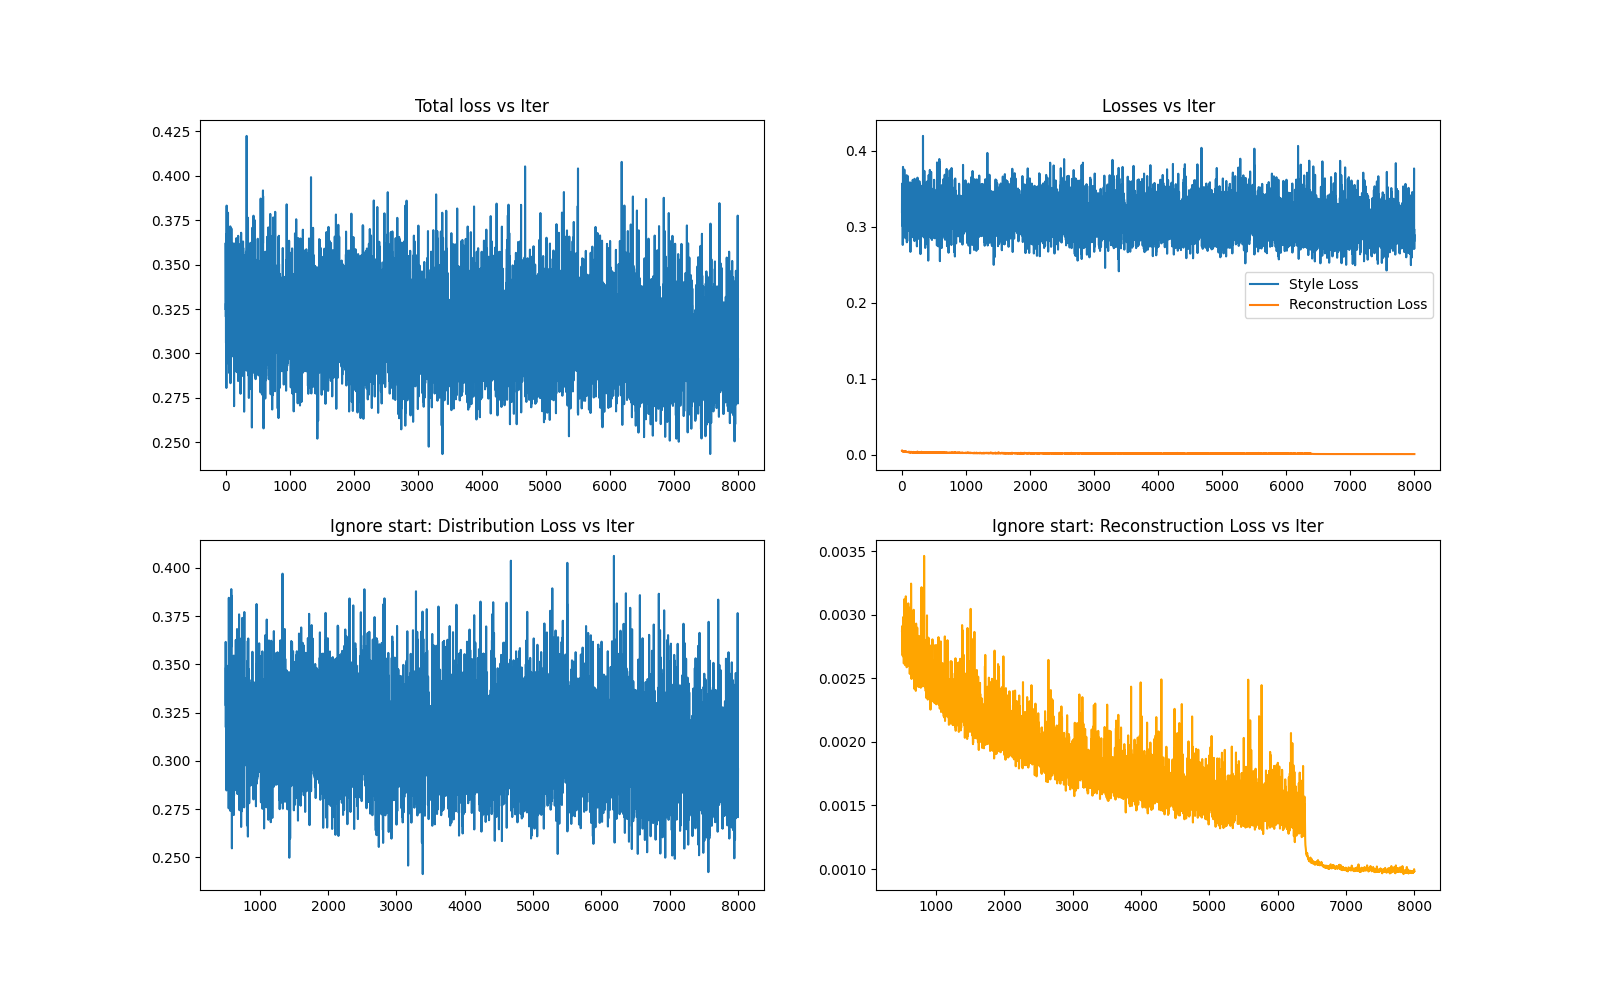 Total loss vs Iter
0.425
0.400
0.375
0.350
0.325
0.300
0.275
0.250
0 1000 2000 3000 4000 5000 6000 7000 8000
Losses vs Iter
0.4
0.3
0.2
0.1
0.0
Style Loss
Reconstruction Loss
0 1000 2000 3000 4000 5000 6000 7000 8000
Ignore start: Distribution Loss vs Iter
0.400
0.375
0.350
0.325
0.300
0.275
0.250
1000 2000 3000 4000 5000 6000 7000 8000
Ignore start: Reconstruction Loss vs Iter
0.0035
0.0030
0.0025
0.0020
0.0015
0.0010
1000 2000 3000 4000 5000 6000 7000 8000